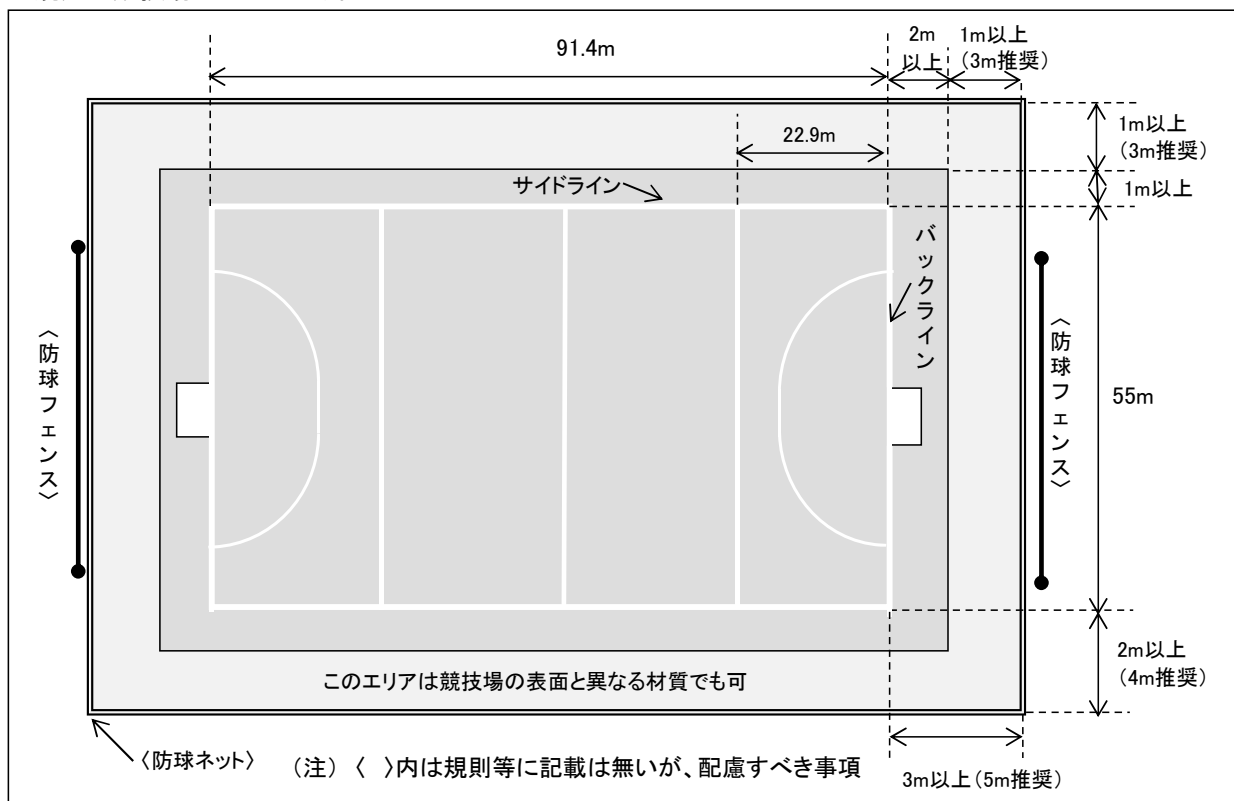 91.4m
2m
以上
1m以上
(3m推奨)
1m以上
(3m推奨)
22.9m
サイドライン
1m以上
バックライン
〈防球フェンス〉
〈防球フェンス〉
55m
2m以上
(4m推奨)
このエリアは競技場の表面と異なる材質でも可
〈防球ネット〉
(注) 〈 〉内は規則等に記載は無いが、配慮すべき事項
3m以上(5m推奨)